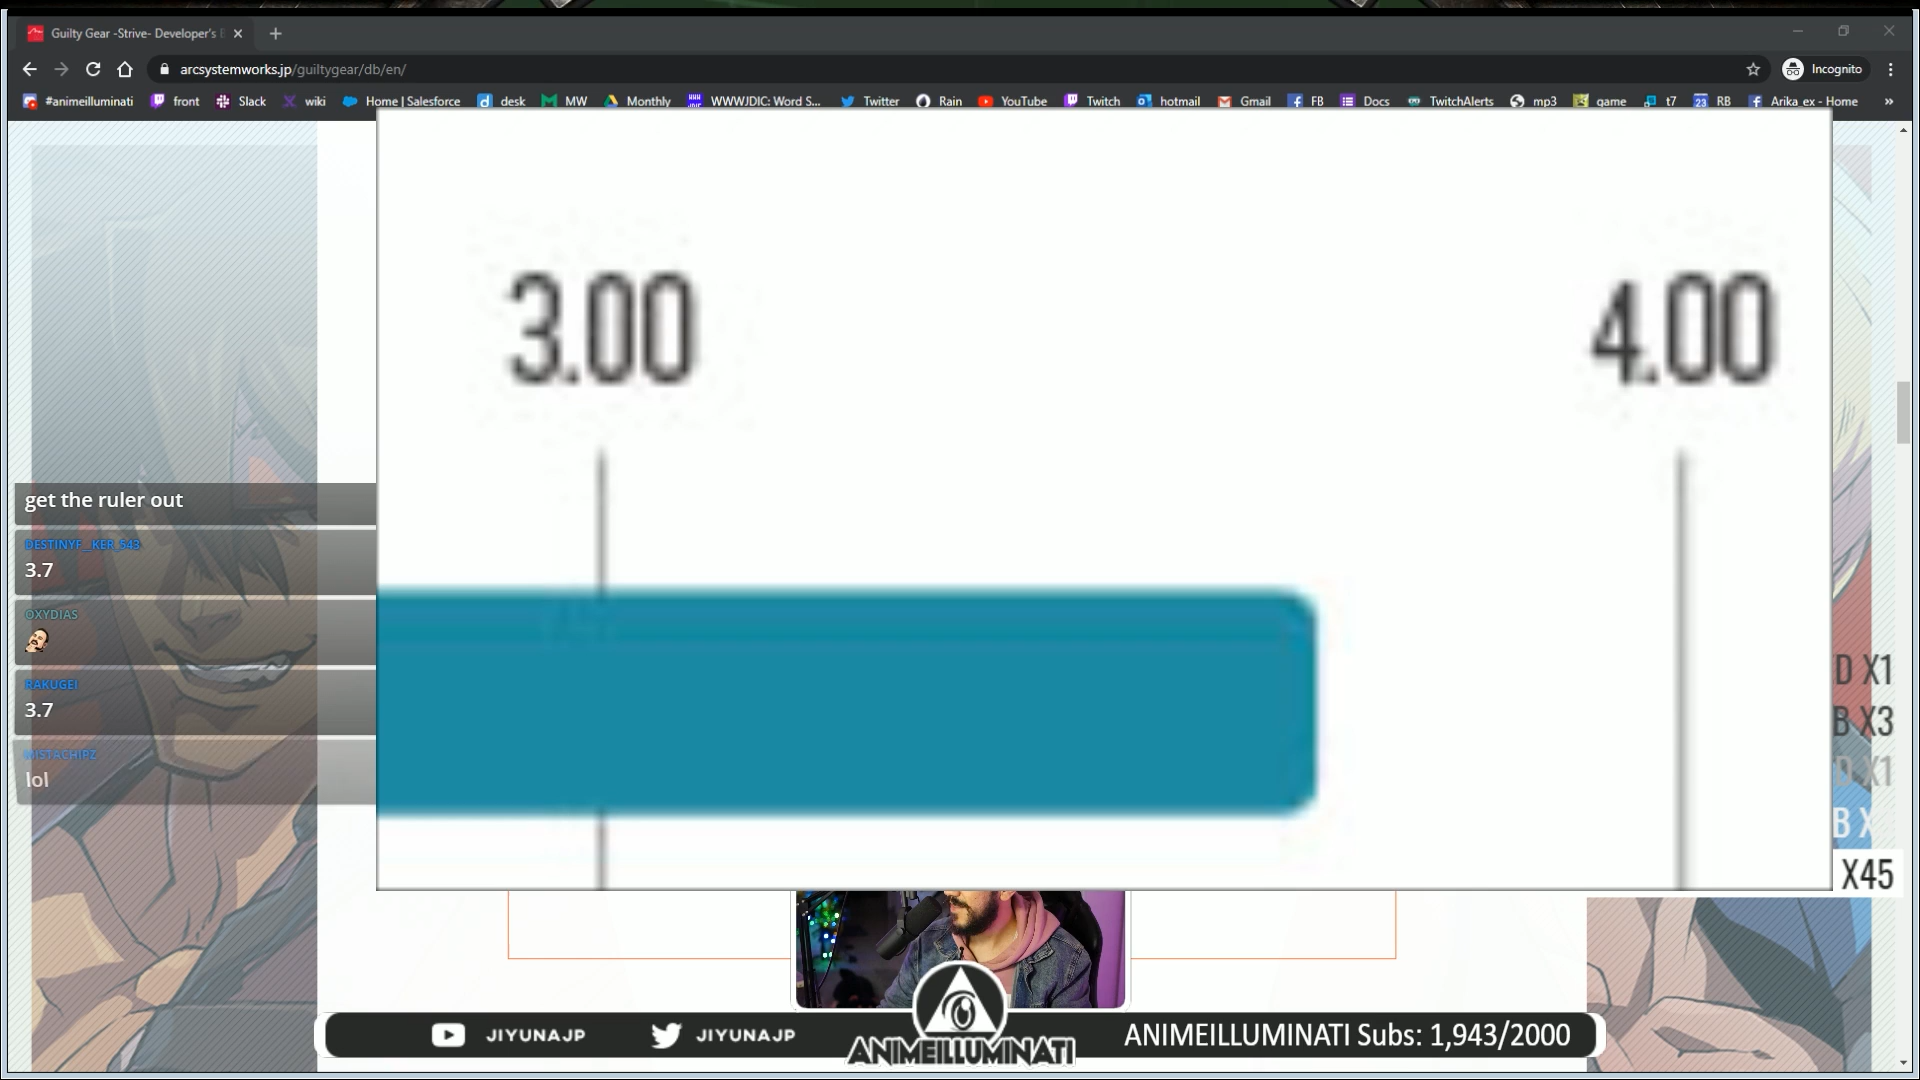 Guilty Gear -Strive- Developer's
arcsystemworks.jp/guiltygear/db/en/
Incognito
#animeilluminati
front
Slack
wiki
Home | Salesforce
desk
MW
Monthly
WWWJDIC: Word S...
Twitter
Rain
YouTube
Twitch
hotmail
Gmail
FB
Docs
TwitchAlerts
mp3
game
t7
23
RB
Arika_ex - Home
»
3.00
4.00
get the ruler out
3.7
OXYDIAS
RAKUGEI
3.7
MISTACHIPZ
lol
D X1
B X3
D X1
B X
X45
JIYUNAJP
JIYUNAJP
ANIMEILLUMINATI
ANIMEILLUMINATI Subs: 1,943/2000